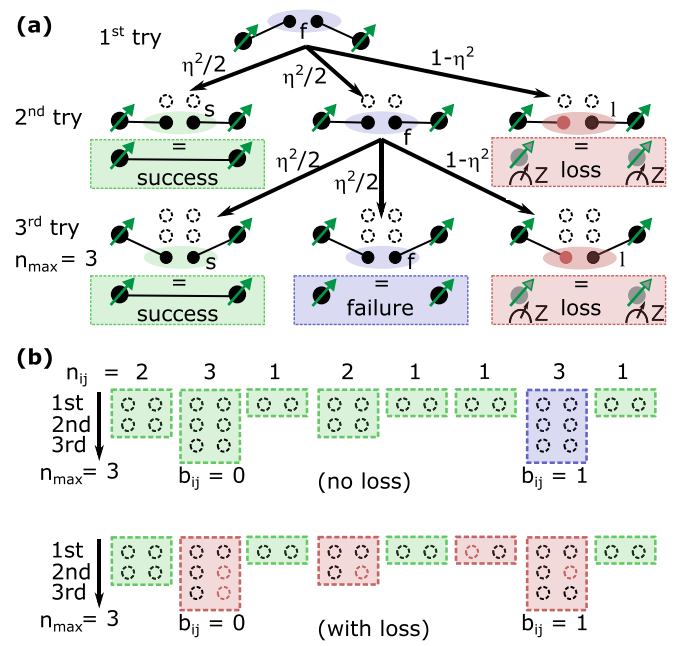 (a)
1st try
f
η²/2
η²/2
1-η²
2nd try
s
f
l
=
success
=
loss
Z
Z
η²/2
η²/2
1-η²
3rd try
nmax = 3
s
f
l
=
success
=
failure
=
loss
Z
Z
(b)
nij = 2 3 1 2 1 1 3 1
1st
2nd
3rd
nmax = 3 bij = 0 (no loss) bij = 1
1st
2nd
3rd
nmax = 3 bij = 0 (with loss) bij = 1